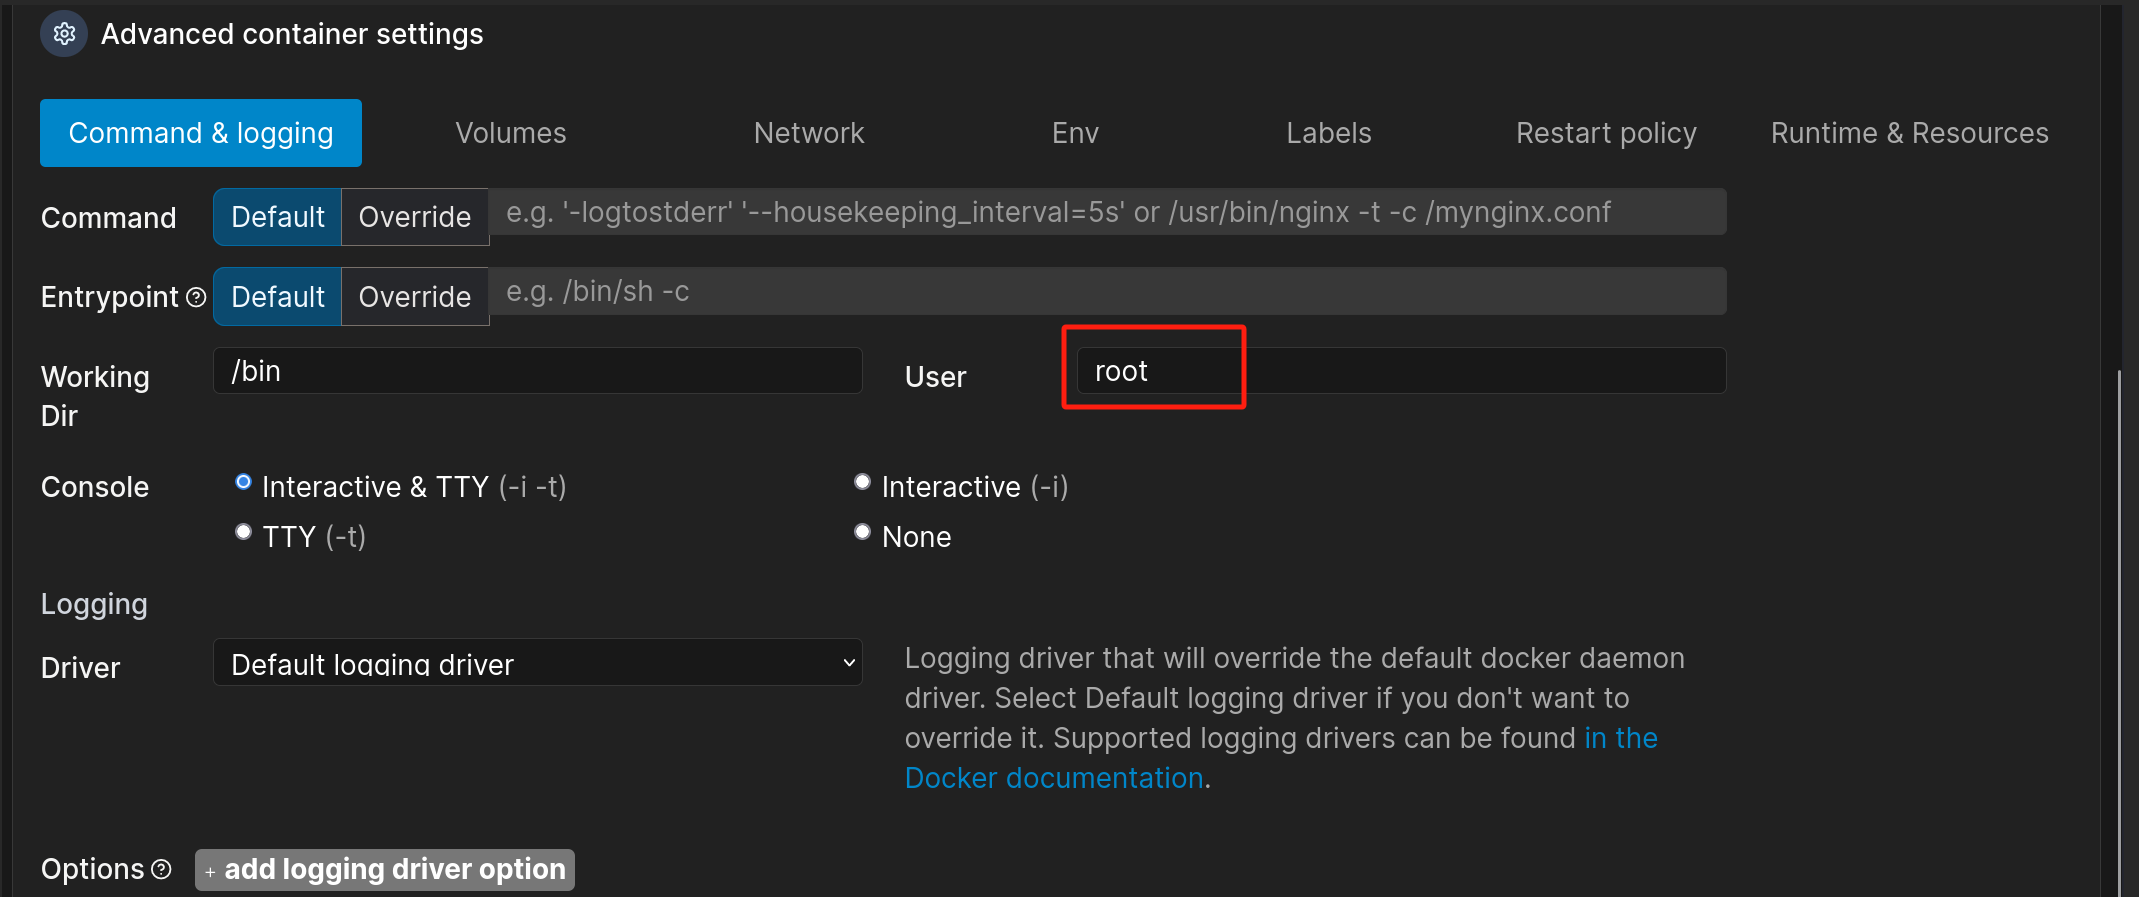 Advanced container settings
Command & logging Volumes Network Env Labels Restart policy Runtime & Resources
Command Default Override e.g. '-logtostderr' '--housekeeping_interval=5s' or /usr/bin/nginx -t -c /mynginx.conf
Entrypoint Default Override e.g. /bin/sh -c
Working Dir /bin User root
Console Interactive & TTY (-i -t) Interactive (-i)
TTY (-t) None
Logging
Driver Default logging driver
Logging driver that will override the default docker daemon
driver. Select Default logging driver if you don't want to
override it. Supported logging drivers can be found in the
Docker documentation.
Options + add logging driver option